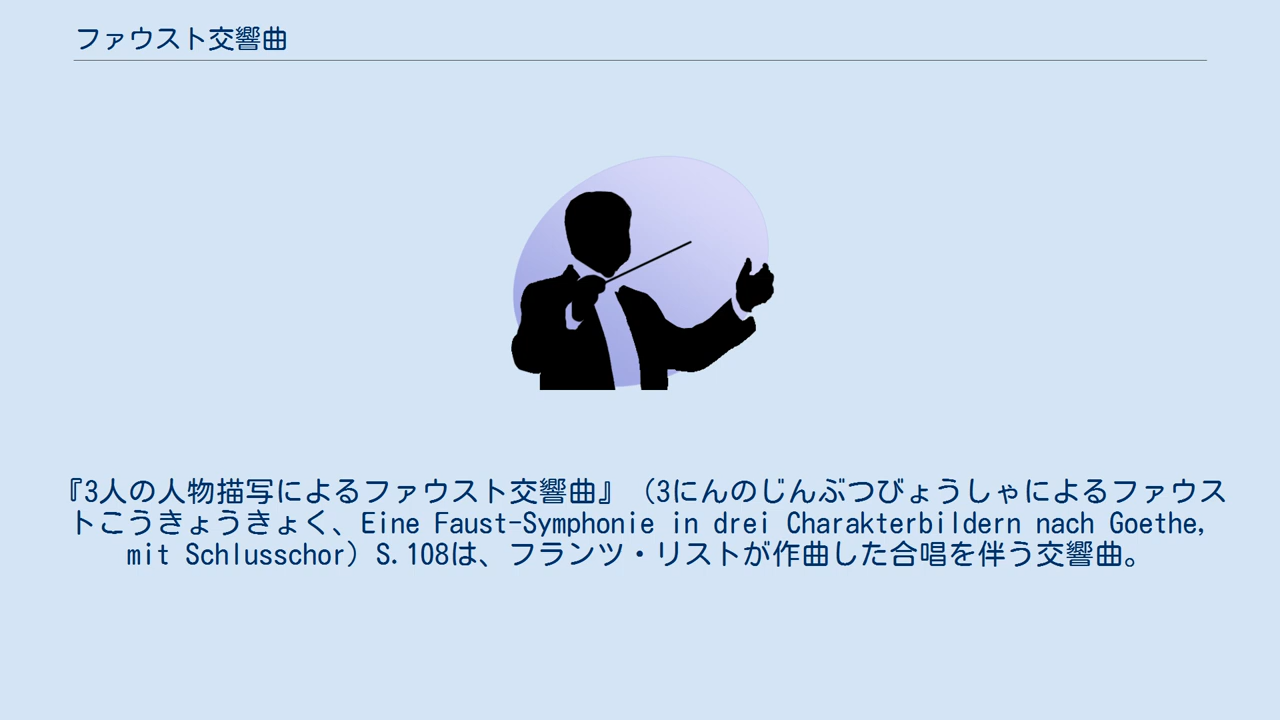 ファウスト交響曲
『3人の人物描写によるファウスト交響曲』（3にんのじんぶつびょうしゃによるファウス
トこうきょうきょく、Eine Faust-Symphonie in drei Charakterbildern nach Goethe,
mit Schlusschor）S.108は、フランツ・リストが作曲した合唱を伴う交響曲。